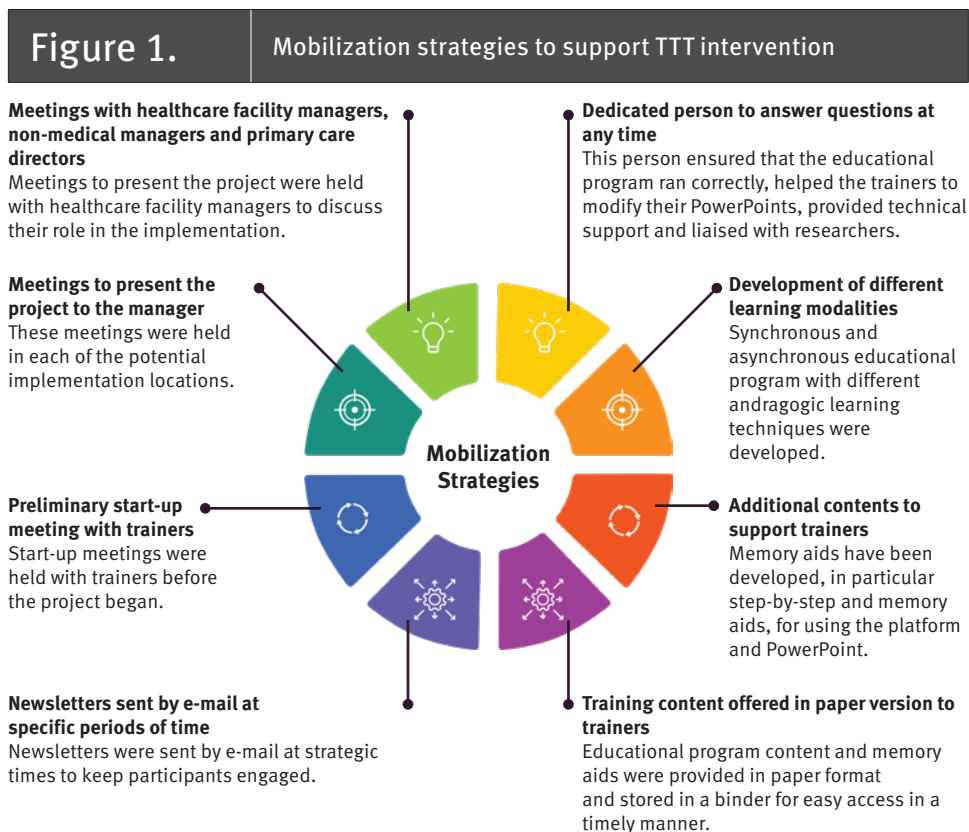 Figure 1.
Mobilization strategies to support TTT intervention
Meetings with healthcare facility managers,
non-medical managers and primary care
directors
Meetings to present the project were held
with healthcare facility managers to discuss
their role in the implementation.
Meetings to present the
project to the manager
These meetings were held
in each of the potential
implementation locations.
Preliminary start-up
meeting with trainers
Start-up meetings were
held with trainers before
the project began.
Newsletters sent by e-mail at
specific periods of time
Newsletters were sent by e-mail at strategic
times to keep participants engaged.
Mobilization
Strategies
Dedicated person to answer questions at
any time
This person ensured that the educational
program ran correctly, helped the trainers to
modify their PowerPoints, provided technical
support and liaised with researchers.
Development of different
learning modalities
Synchronous and
asynchronous educational
program with different
andragogic learning
techniques were
developed.
Additional contents to
support trainers
Memory aids have been
developed, in particular
step-by-step and memory
aids, for using the platform
and PowerPoint.
Training content offered in paper version to
trainers
Educational program content and memory
aids were provided in paper format
and stored in a binder for easy access in a
timely manner.